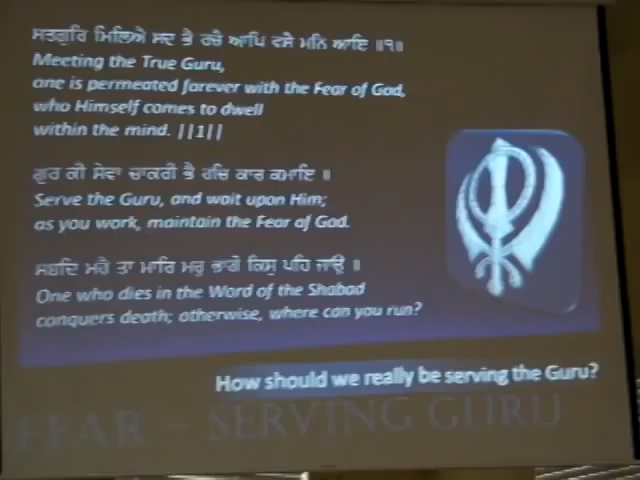 ਸਤਗੁਰਿ ਮਿਲਿਐ ਸਦ ਭੈ ਰਚੈ ਆਪਿ ਵਸੈ ਮਨਿ ਆਇ ॥੧॥
Meeting the True Guru,
one is permeated forever with the Fear of God,
who Himself comes to dwell
within the mind. ||1||
ਗੁਰ ਕੀ ਸੇਵਾ ਚਾਕਰੀ ਭੈ ਰਚਿ ਕਾਰ ਕਮਾਇ ॥
Serve the Guru, and wait upon Him;
as you work, maintain the Fear of God.
ਸਬਦਿ ਮਰੈ ਤਾ ਮਾਰਿ ਮਰੁ ਭਾਗੋ ਕਿਸੁ ਪਹਿ ਜਾਉ ॥
One who dies in the Word of the Shabad
conquers death; otherwise, where can you run?
How should we really be serving the Guru?
FEAR - SERVING GURU